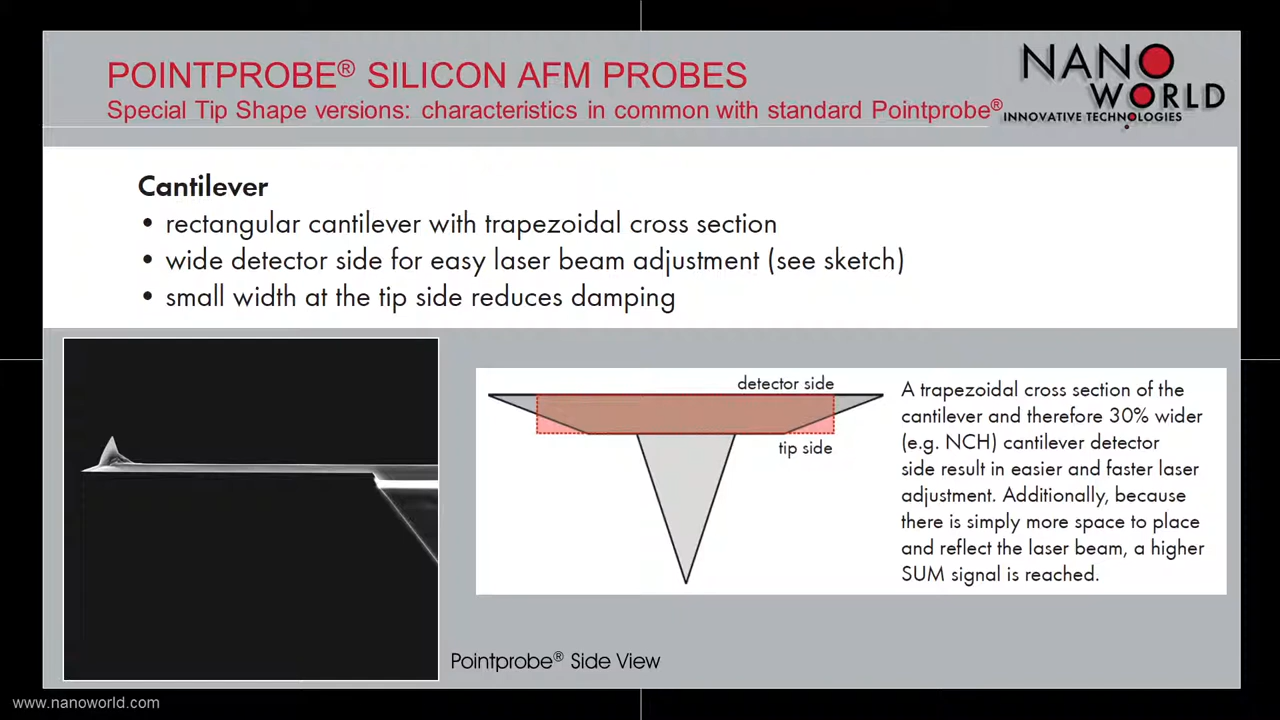 POINTPROBE® SILICON AFM PROBES
Special Tip Shape versions: characteristics in common with standard Pointprobe®
NANO
WORLD
INNOVATIVE TECHNOLOGIES
Cantilever
• rectangular cantilever with trapezoidal cross section
• wide detector side for easy laser beam adjustment (see sketch)
• small width at the tip side reduces damping
detector side
tip side
A trapezoidal cross section of the
cantilever and therefore 30% wider
(e.g. NCH) cantilever detector
side result in easier and faster laser
adjustment. Additionally, because
there is simply more space to place
and reflect the laser beam, a higher
SUM signal is reached.
Pointprobe® Side View
www.nanoworld.com